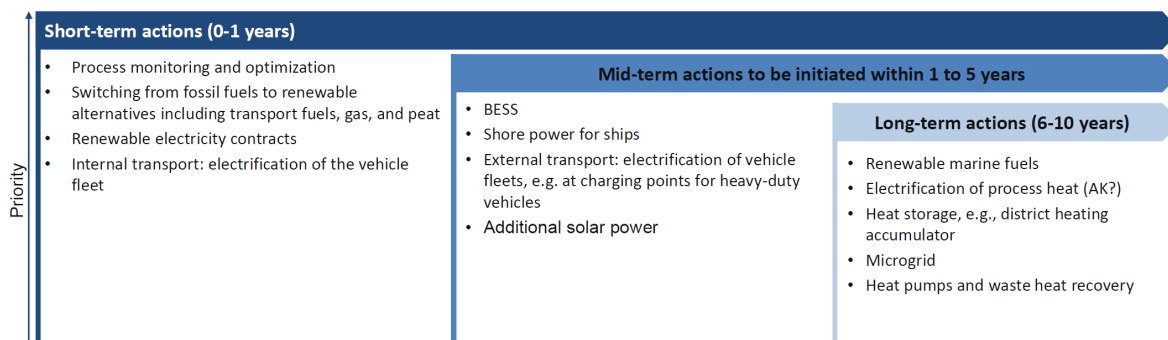 Priority
Short-term actions (0-1 years)
• Process monitoring and optimization
• Switching from fossil fuels to renewable
alternatives including transport fuels, gas, and peat
• Renewable electricity contracts
• Internal transport: electrification of the vehicle
fleet
Mid-term actions to be initiated within 1 to 5 years
• BESS
• Shore power for ships
• External transport: electrification of vehicle
fleets, e.g. at charging points for heavy-duty
vehicles
• Additional solar power
Long-term actions (6-10 years)
• Renewable marine fuels
• Electrification of process heat (AK?)
• Heat storage, e.g., district heating
accumulator
• Microgrid
• Heat pumps and waste heat recovery